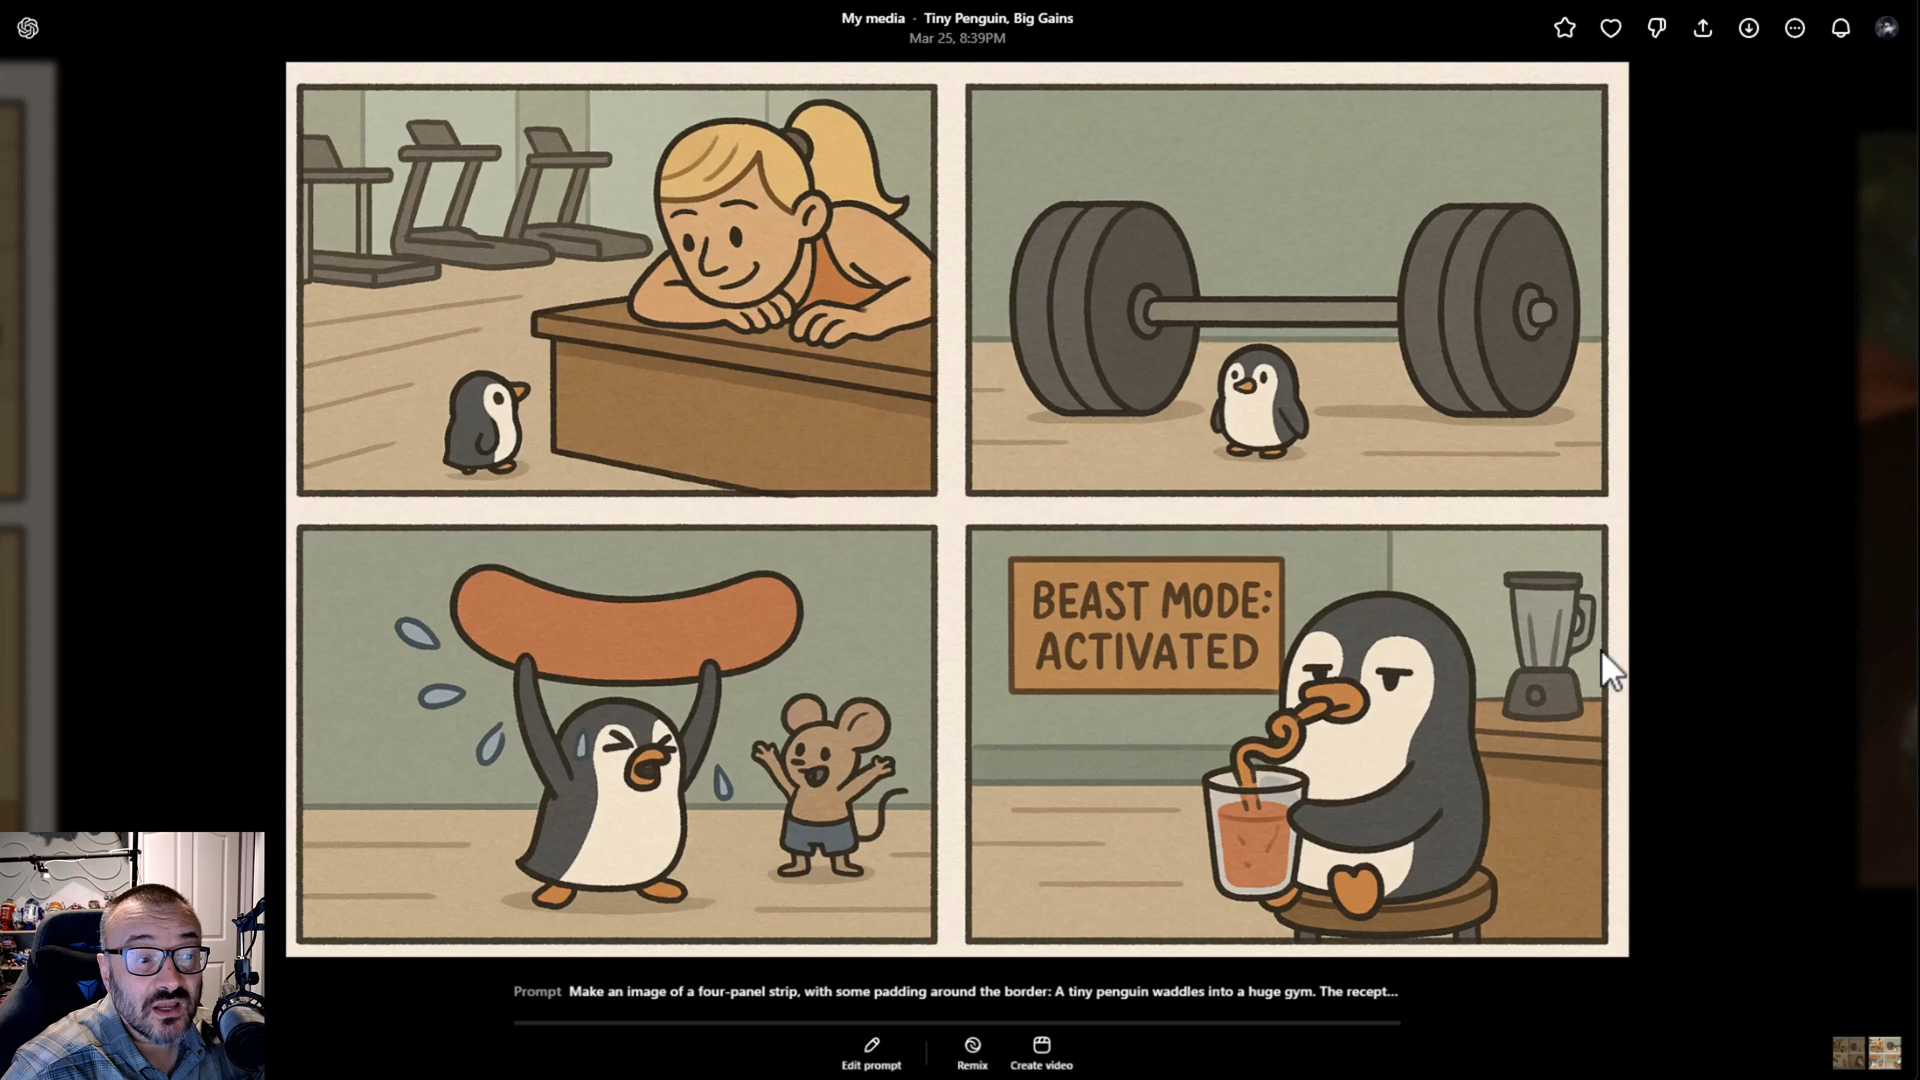 My media · Tiny Penguin, Big Gains
Mar 25, 8:39PM
BEAST MODE:
ACTIVATED
Prompt Make an image of a four-panel strip, with some padding around the border: A tiny penguin waddles into a huge gym. The recept...
Edit prompt
Remix
Create video